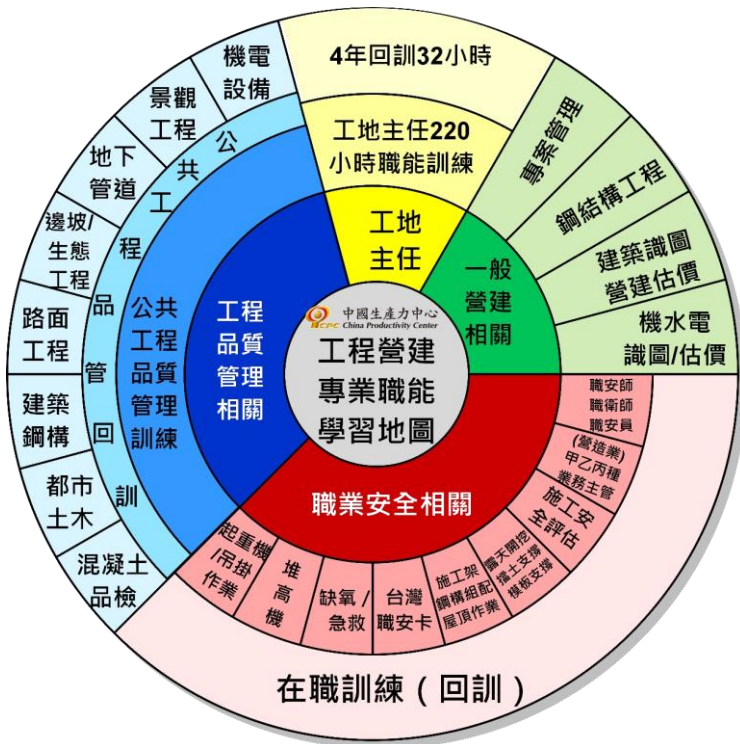 中國生產力中心
CPC China Productivity Center
工程營建
專業職能
學習地圖
工地
主任
工地主任220
小時職能訓練
4年回訓32小時
一般
營建
相關
專案管理
鋼結構工程
建築識圖
營建估價
機水電
識圖/估價
職業安全相關
職安師
職衛師
職安員
(營造業)
甲乙丙種
業務主管
施工安
全評估
露天開挖
擋土支撐
模板支撐
施工架
鋼構組配
屋頂作業
台灣
職安卡
缺氧/
急救
堆
高
機
起重機
/吊掛
作業
在職訓練（回訓）
工程
品質
管理
相關
公共
工程
品質
管理
訓練
公共工程品管回訓
機電
設備
景觀
工程
地下
管道
邊坡/
生態
工程
路面
工程
建築
鋼構
都市
土木
混凝土
品檢